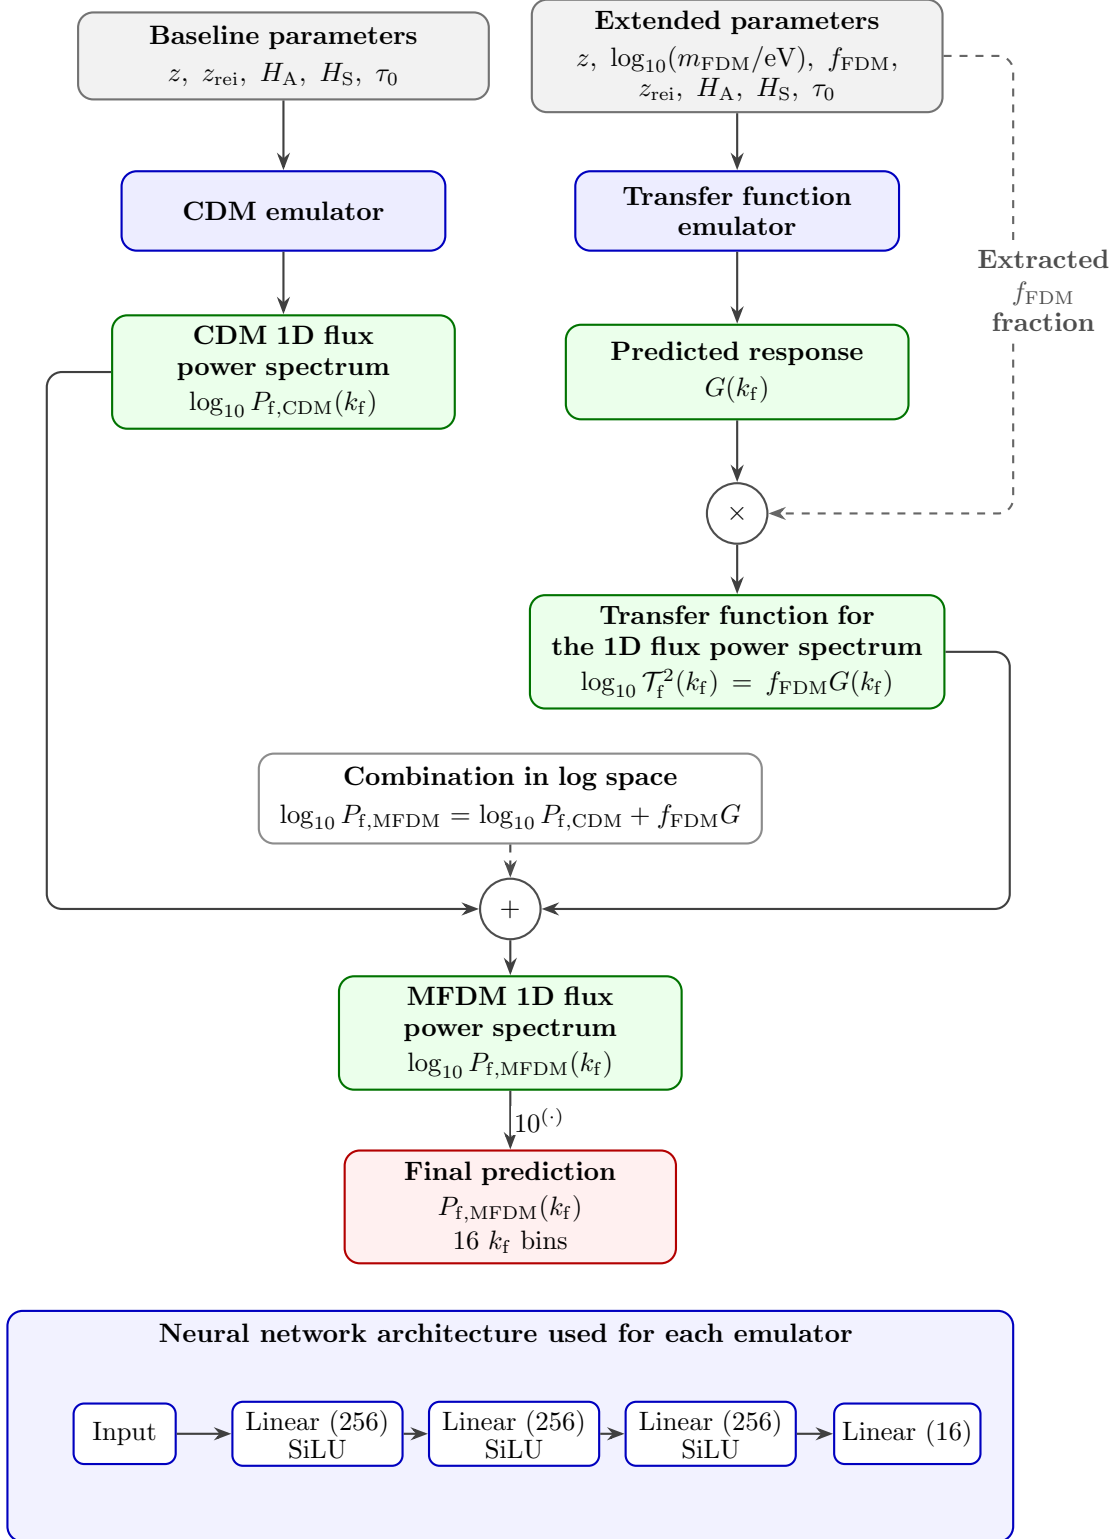 Baseline parameters
z, z_rei, H_A, H_S, τ_0
Extended parameters
z, log_10(m_FDM/eV), f_FDM,
z_rei, H_A, H_S, τ_0
CDM emulator
Transfer function
emulator
Extracted
f_FDM
fraction
CDM 1D flux
power spectrum
log_10 P_f,CDM(k_f)
Predicted response
G(k_f)
×
Transfer function for
the 1D flux power spectrum
log_10 𝒯_f^2(k_f) = f_FDM G(k_f)
Combination in log space
log_10 P_f,MFDM = log_10 P_f,CDM + f_FDM G
+
MFDM 1D flux
power spectrum
log_10 P_f,MFDM(k_f)
10^(·)
Final prediction
P_f,MFDM(k_f)
16 k_f bins
Neural network architecture used for each emulator
Input
Linear (256)
SiLU
Linear (256)
SiLU
Linear (256)
SiLU
Linear (16)